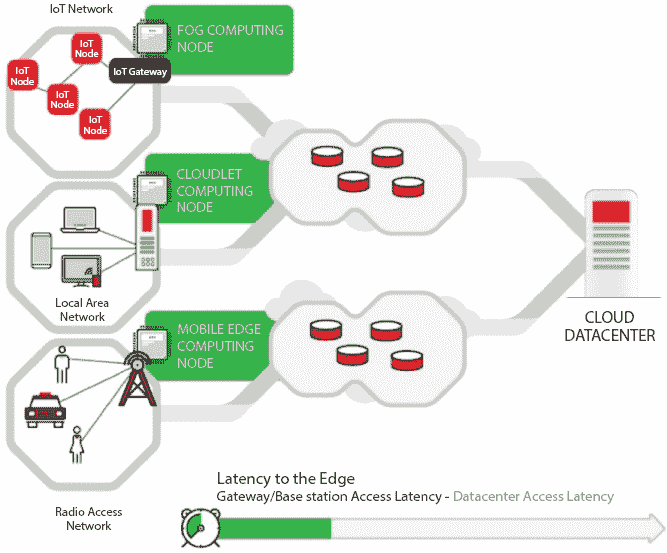 IoT Network
FOG COMPUTING
NODE
IoT
Node
IoT
Node
IoT Gateway
IoT
Node
IoT
Node
CLOUDLET
COMPUTING
NODE
Local Area
Network
CLOUD
DATACENTER
MOBILE EDGE
COMPUTING
NODE
Radio Access
Network
Latency to the Edge
Gateway/Base station Access Latency - Datacenter Access Latency